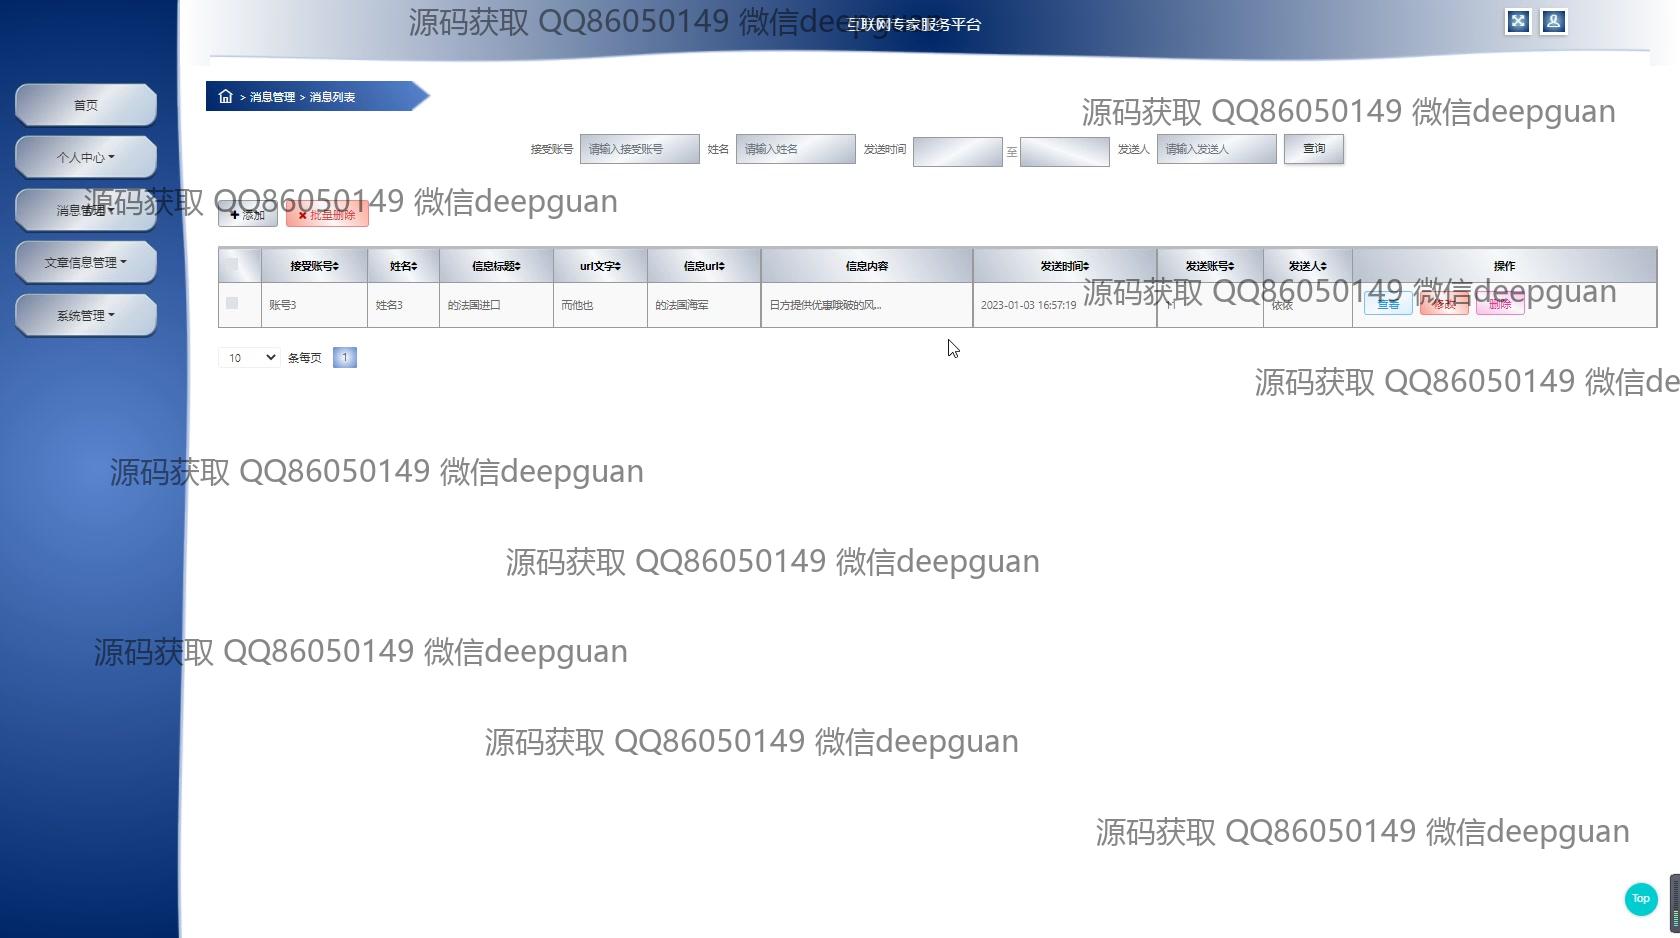 源码获取 QQ86050149 微信deepguan
互联网专家服务平台
首页
个人中心
消息管理
文章信息管理
系统管理
> 消息管理 > 消息列表
源码获取 QQ86050149 微信deepguan
接受账号 请输入接受账号 姓名 请输入姓名 发送时间 至 发送人 请输入发送人 查询
源码获取 QQ86050149 微信deepguan
添加 批量删除
接受账号 姓名 信息标题 url文字 信息url 信息内容 发送时间 发送账号 发送人 操作
源码获取 QQ86050149 微信deepguan
账号3 姓名3 的法国进口 而他也 的法国海军 日方提供优惠哦破的风... 2023-01-03 16:57:19 依依 查看 修改 删除
10 条每页 1
源码获取 QQ86050149 微信de
源码获取 QQ86050149 微信deepguan
源码获取 QQ86050149 微信deepguan
源码获取 QQ86050149 微信deepguan
源码获取 QQ86050149 微信deepguan
源码获取 QQ86050149 微信deepguan
Top